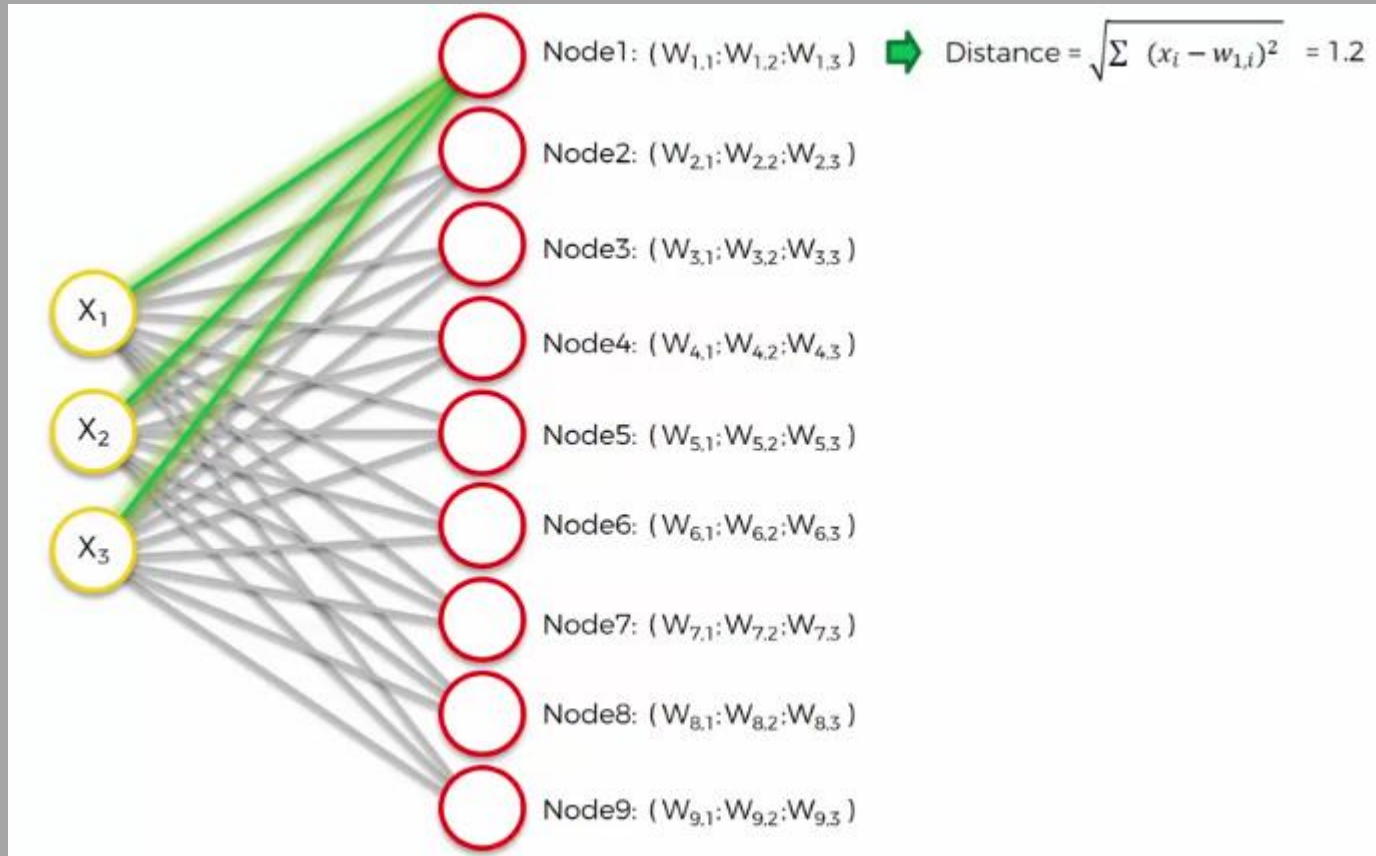 Node1: (W₁,₁:W₁,₂:W₁,₃) Distance = √Σ (xᵢ − w₁,ᵢ)² = 1.2
Node2: (W₂,₁:W₂,₂:W₂,₃)
Node3: (W₃,₁:W₃,₂:W₃,₃)
X₁
Node4: (W₄,₁:W₄,₂:W₄,₃)
X₂
Node5: (W₅,₁:W₅,₂:W₅,₃)
Node6: (W₆,₁:W₆,₂:W₆,₃)
X₃
Node7: (W₇,₁:W₇,₂:W₇,₃)
Node8: (W₈,₁:W₈,₂:W₈,₃)
Node9: (W₉,₁:W₉,₂:W₉,₃)